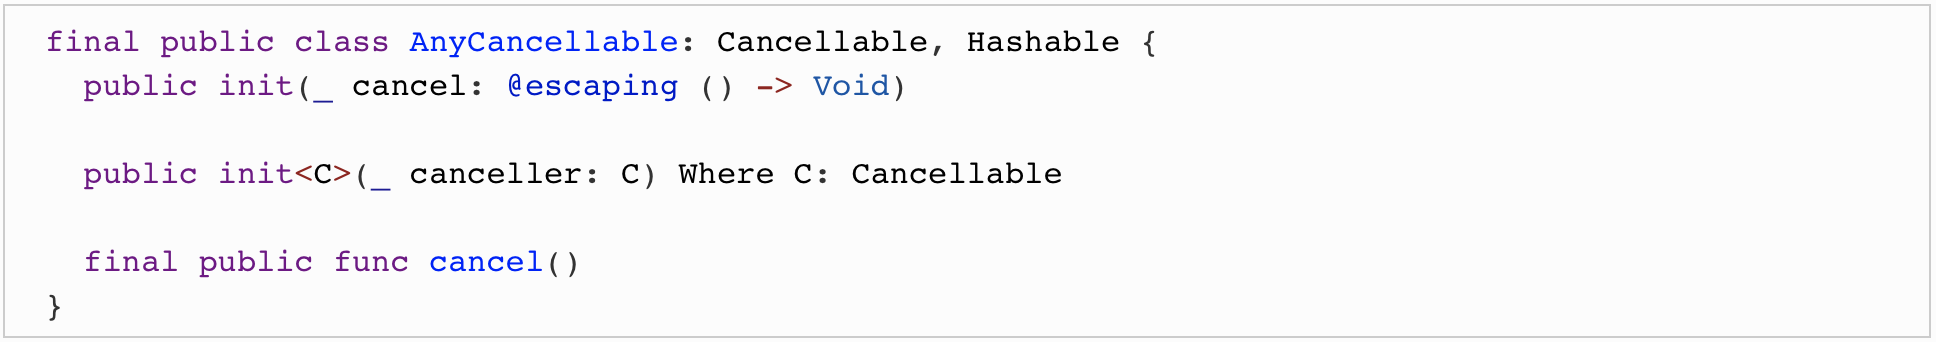 final public class AnyCancellable: Cancellable, Hashable {
  public init(_ cancel: @escaping () -> Void)

  public init<C>(_ canceller: C) Where C: Cancellable

  final public func cancel()
}